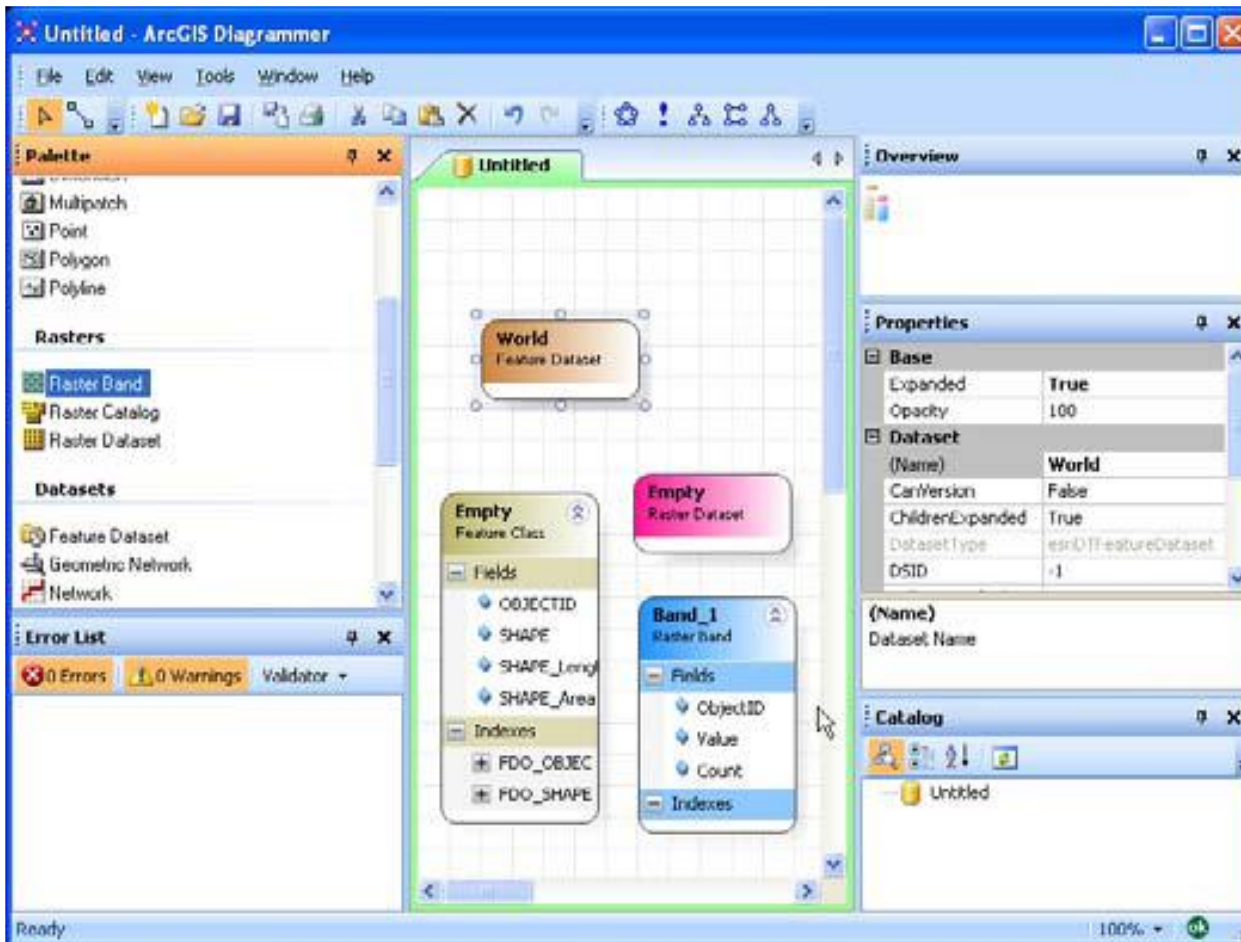 Untitled - ArcGIS Diagrammer
File Edit View Tools Window Help
Palette
Multipatch
Point
Polygon
Polyline
Rasters
Raster Band
Raster Catalog
Raster Dataset
Datasets
Feature Dataset
Geometric Network
Network
Error List
0 Errors 0 Warnings Validator
Untitled
World
Feature Dataset
Empty
Feature Class
Fields
OBJECTID
SHAPE
SHAPE_Lengt
SHAPE_Area
Indexes
FDO_OBJEC
FDO_SHAPE
Empty
Raster Dataset
Band_1
Raster Band
Fields
ObjectID
Value
Count
Indexes
Overview
Properties
Base
Expanded True
Opacity 100
Dataset
(Name) World
CanVersion False
ChildrenExpanded True
DatasetType esriDTFeatureDataset
DSID -1
(Name)
Dataset Name
Catalog
Untitled
Ready
100%
ok